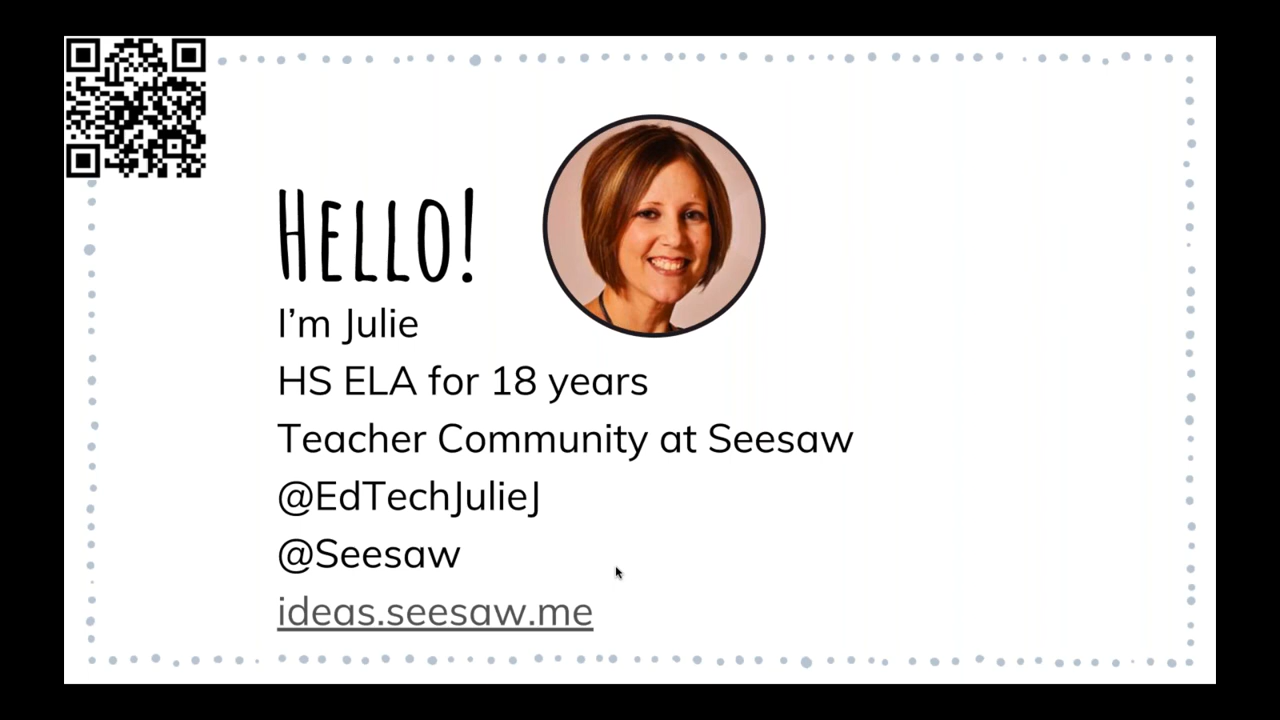 Hello!
I'm Julie
HS ELA for 18 years
Teacher Community at Seesaw
@EdTechJulieJ
@Seesaw
ideas.seesaw.me